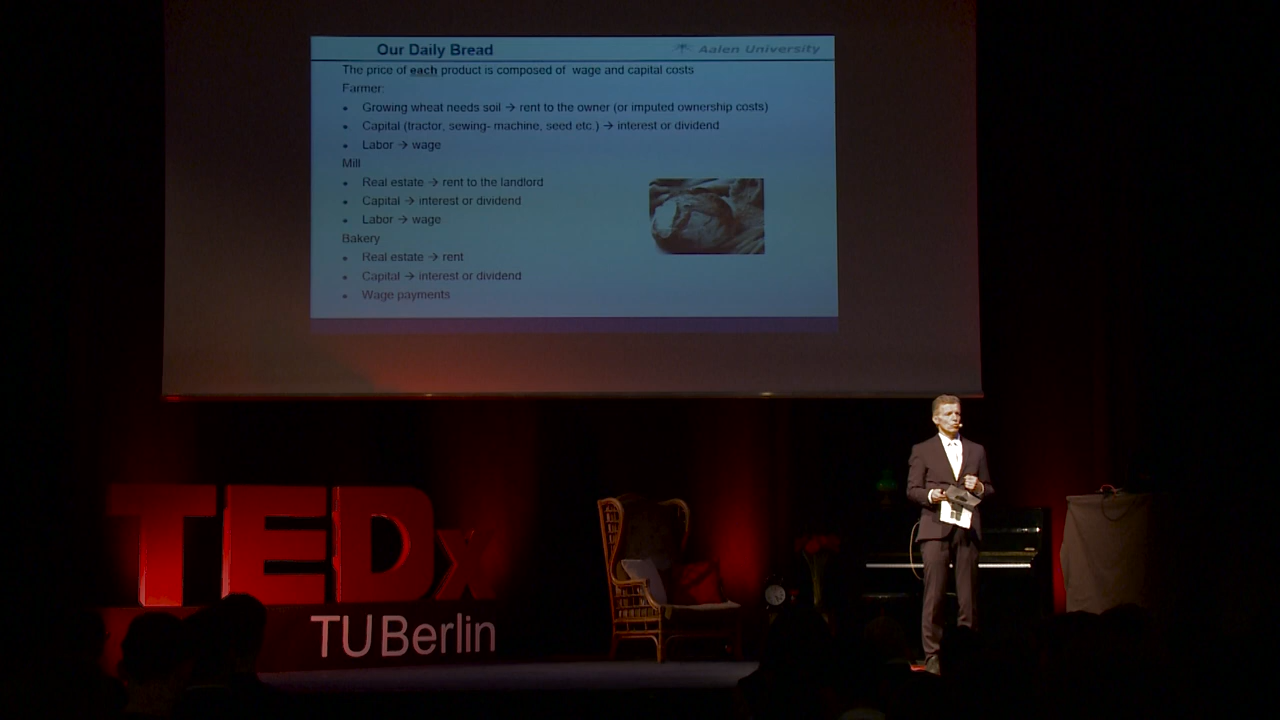 Our Daily Bread
Aalen University
The price of each product is composed of wage and capital costs
Farmer:
• Growing wheat needs soil → rent to the owner (or imputed ownership costs)
• Capital (tractor, sewing- machine, seed etc.) → interest or dividend
• Labor → wage
Mill
• Real estate → rent to the landlord
• Capital → interest or dividend
• Labor → wage
Bakery
• Real estate → rent
• Capital → interest or dividend
• Wage payments
TEDx
TU Berlin